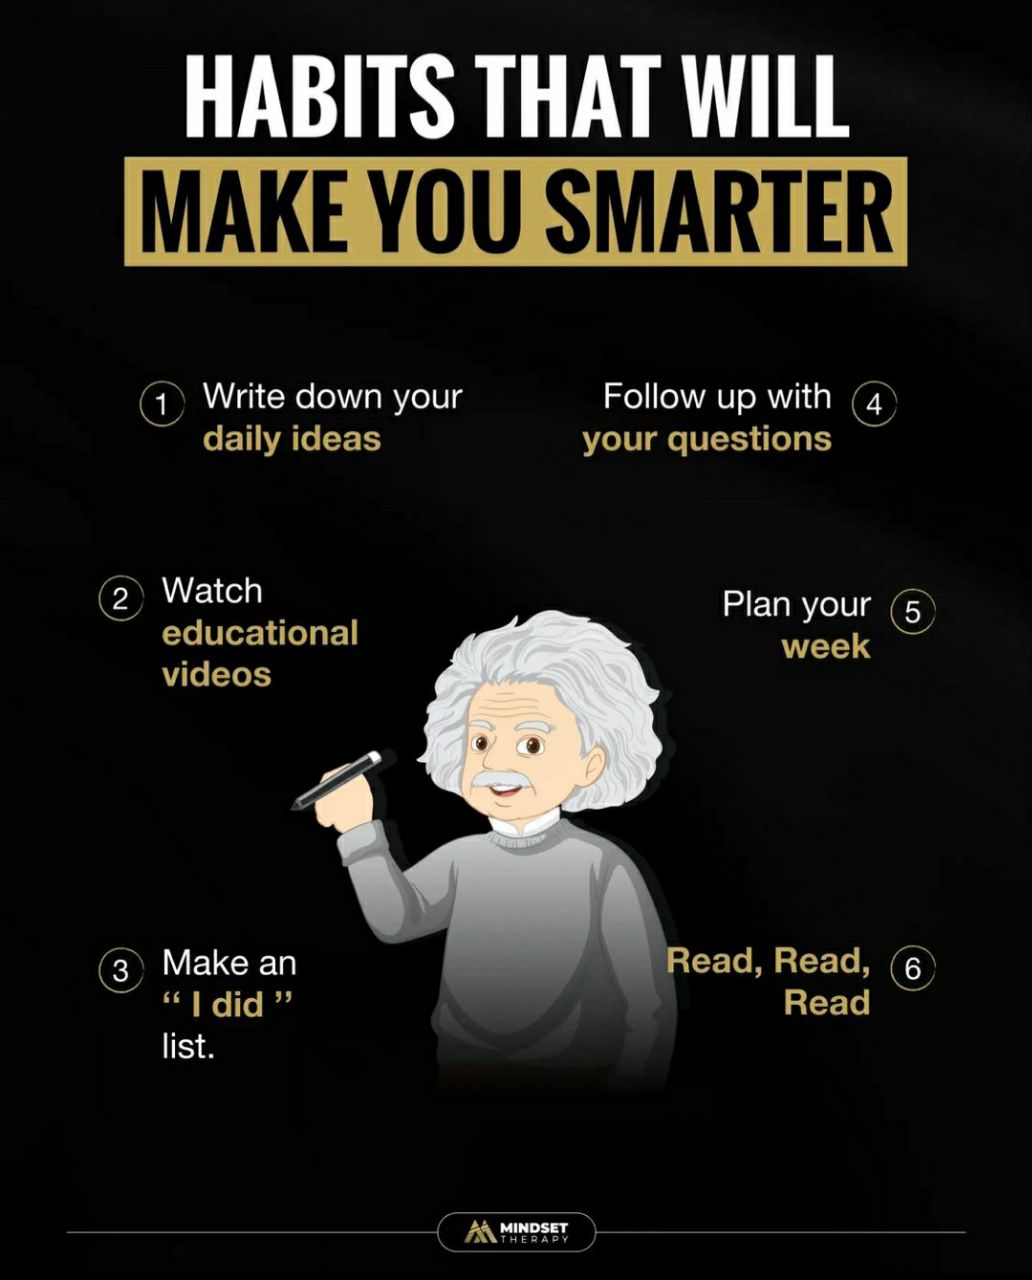 HABITS THAT WILL
MAKE YOU SMARTER
1
Write down your
daily ideas
2
Watch
educational
videos
3
Make an
“ I did ”
list.
Follow up with
your questions
4
Plan your
week
5
Read, Read,
Read
6
MINDSET
THERAPY